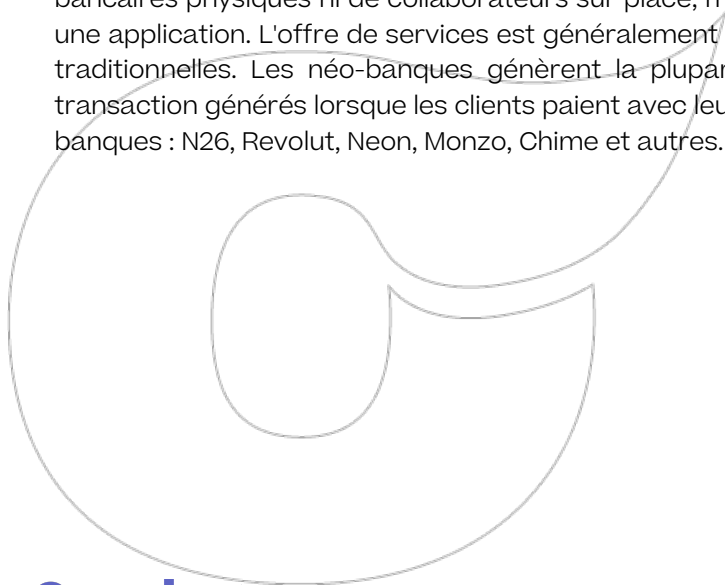 bancaires physiques ni de collaborateurs sur place,
une application. L'offre de services est généralement
traditionnelles. Les néo-banques génèrent la
transaction générés lorsque les clients paient avec
banques : N26, Revolut, Neon, Monzo, Chime et autres.